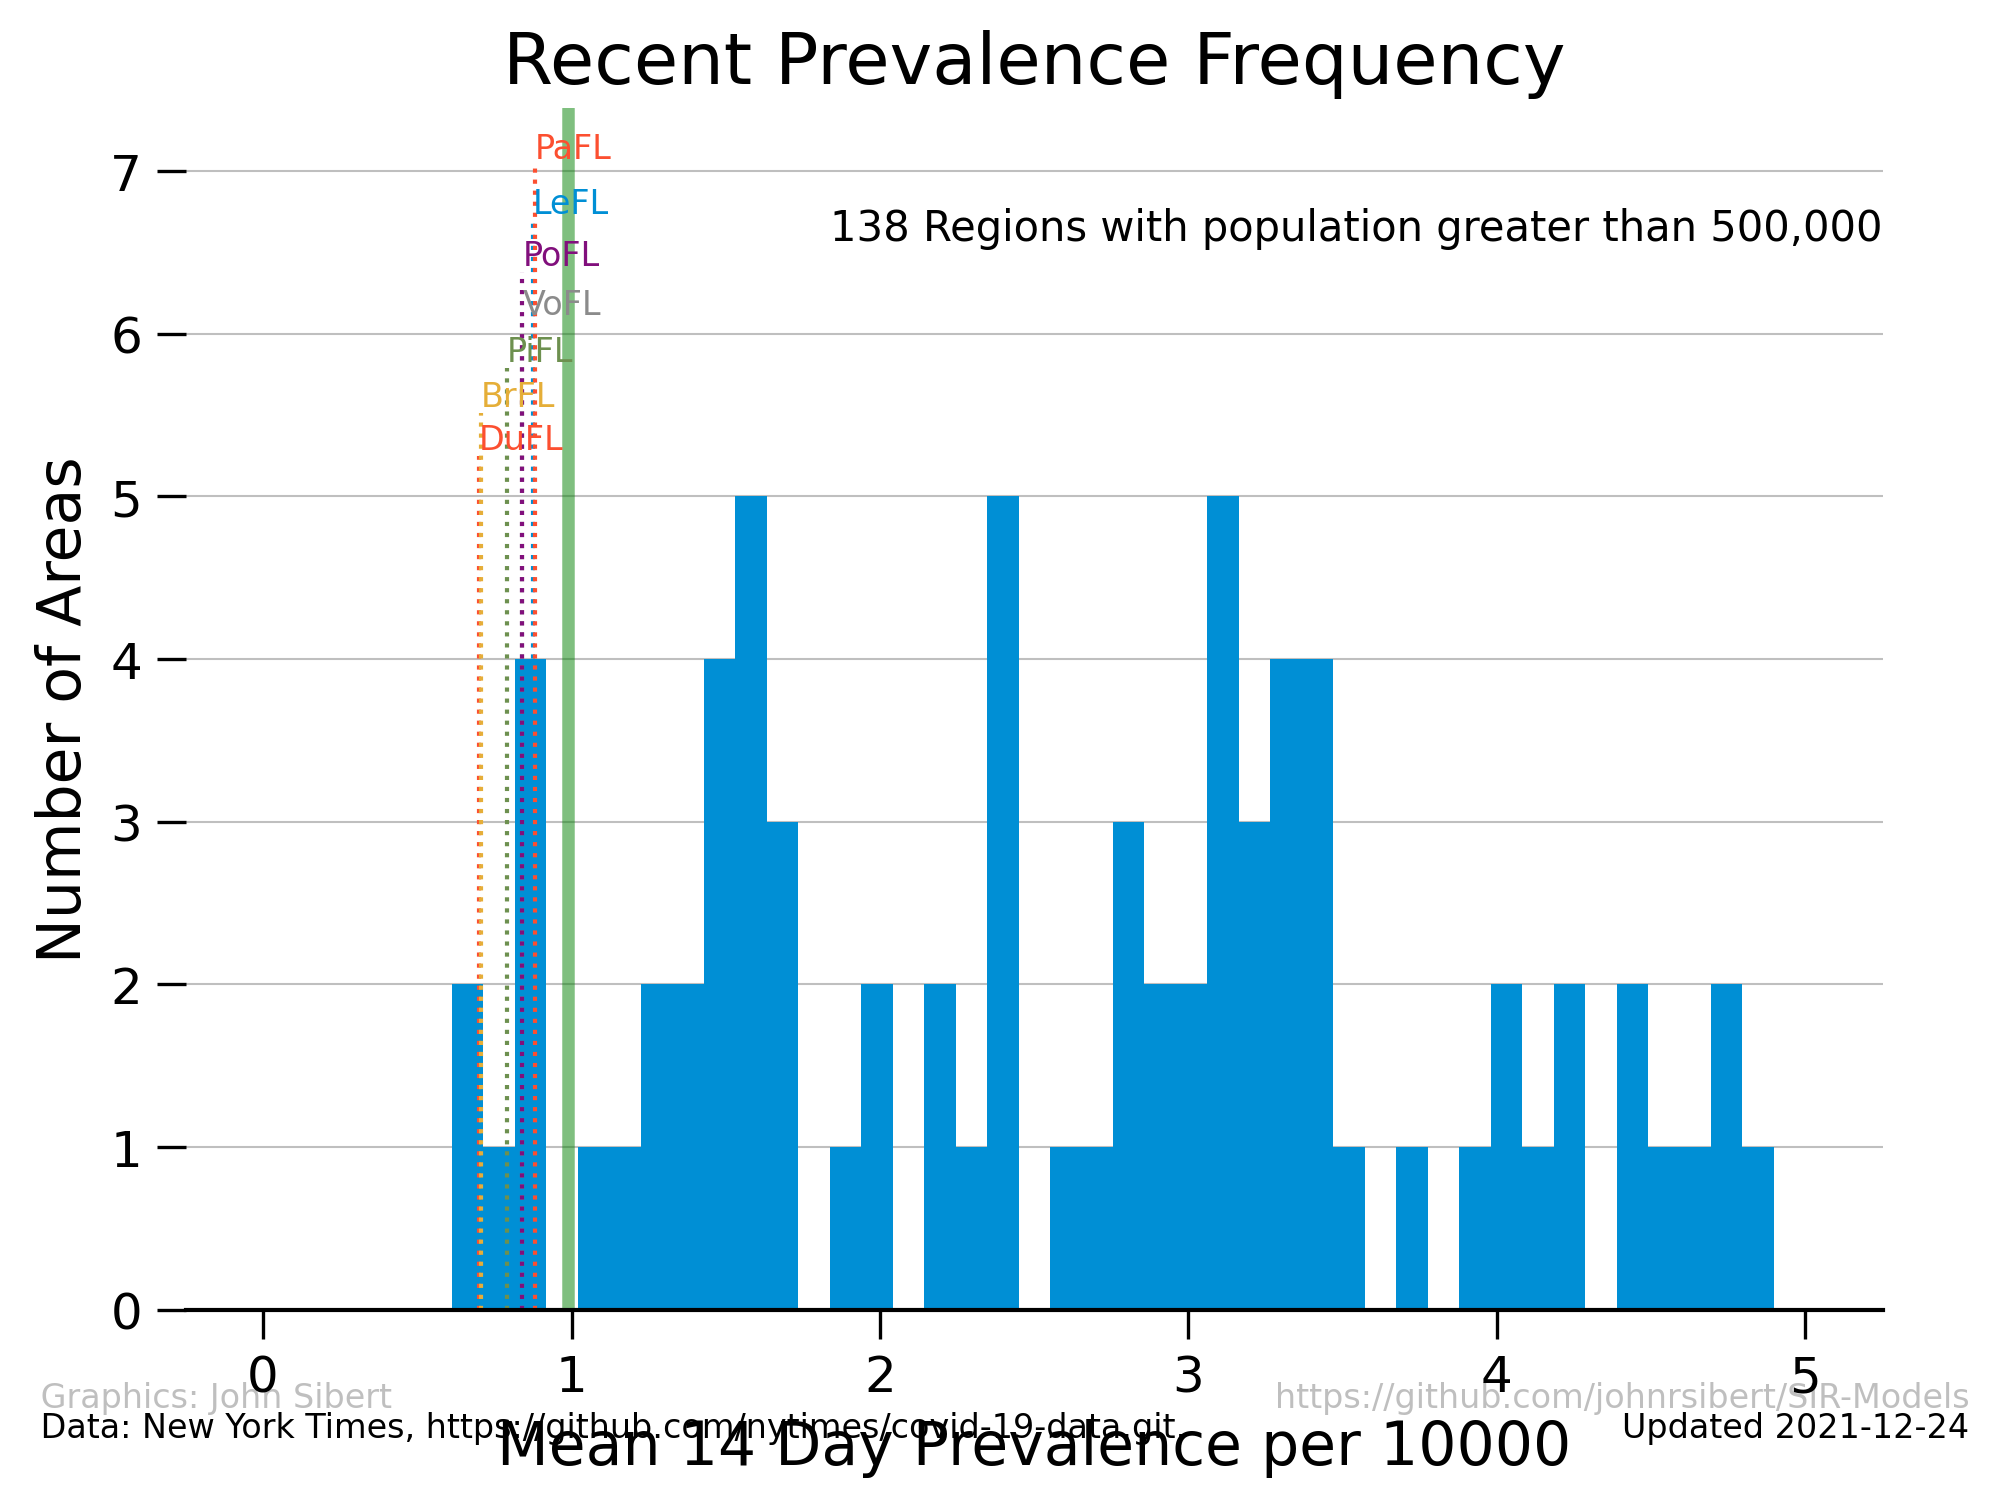 Recent Prevalence Frequency
PaFL
7
LeFL
138 Regions with population greater than 500,000
PoFL
VoFL
6
PiFL
BrFL
DuFL
5
4
3
2
1
0
Number of Areas
0 1 2 3 4 5
Graphics: John Sibert https://github.com/johnrsibert/SIR-Models
Data: New York Times, https://github.com/nytimes/covid-19-data.git. Updated 2021-12-24
Mean 14 Day Prevalence per 10000